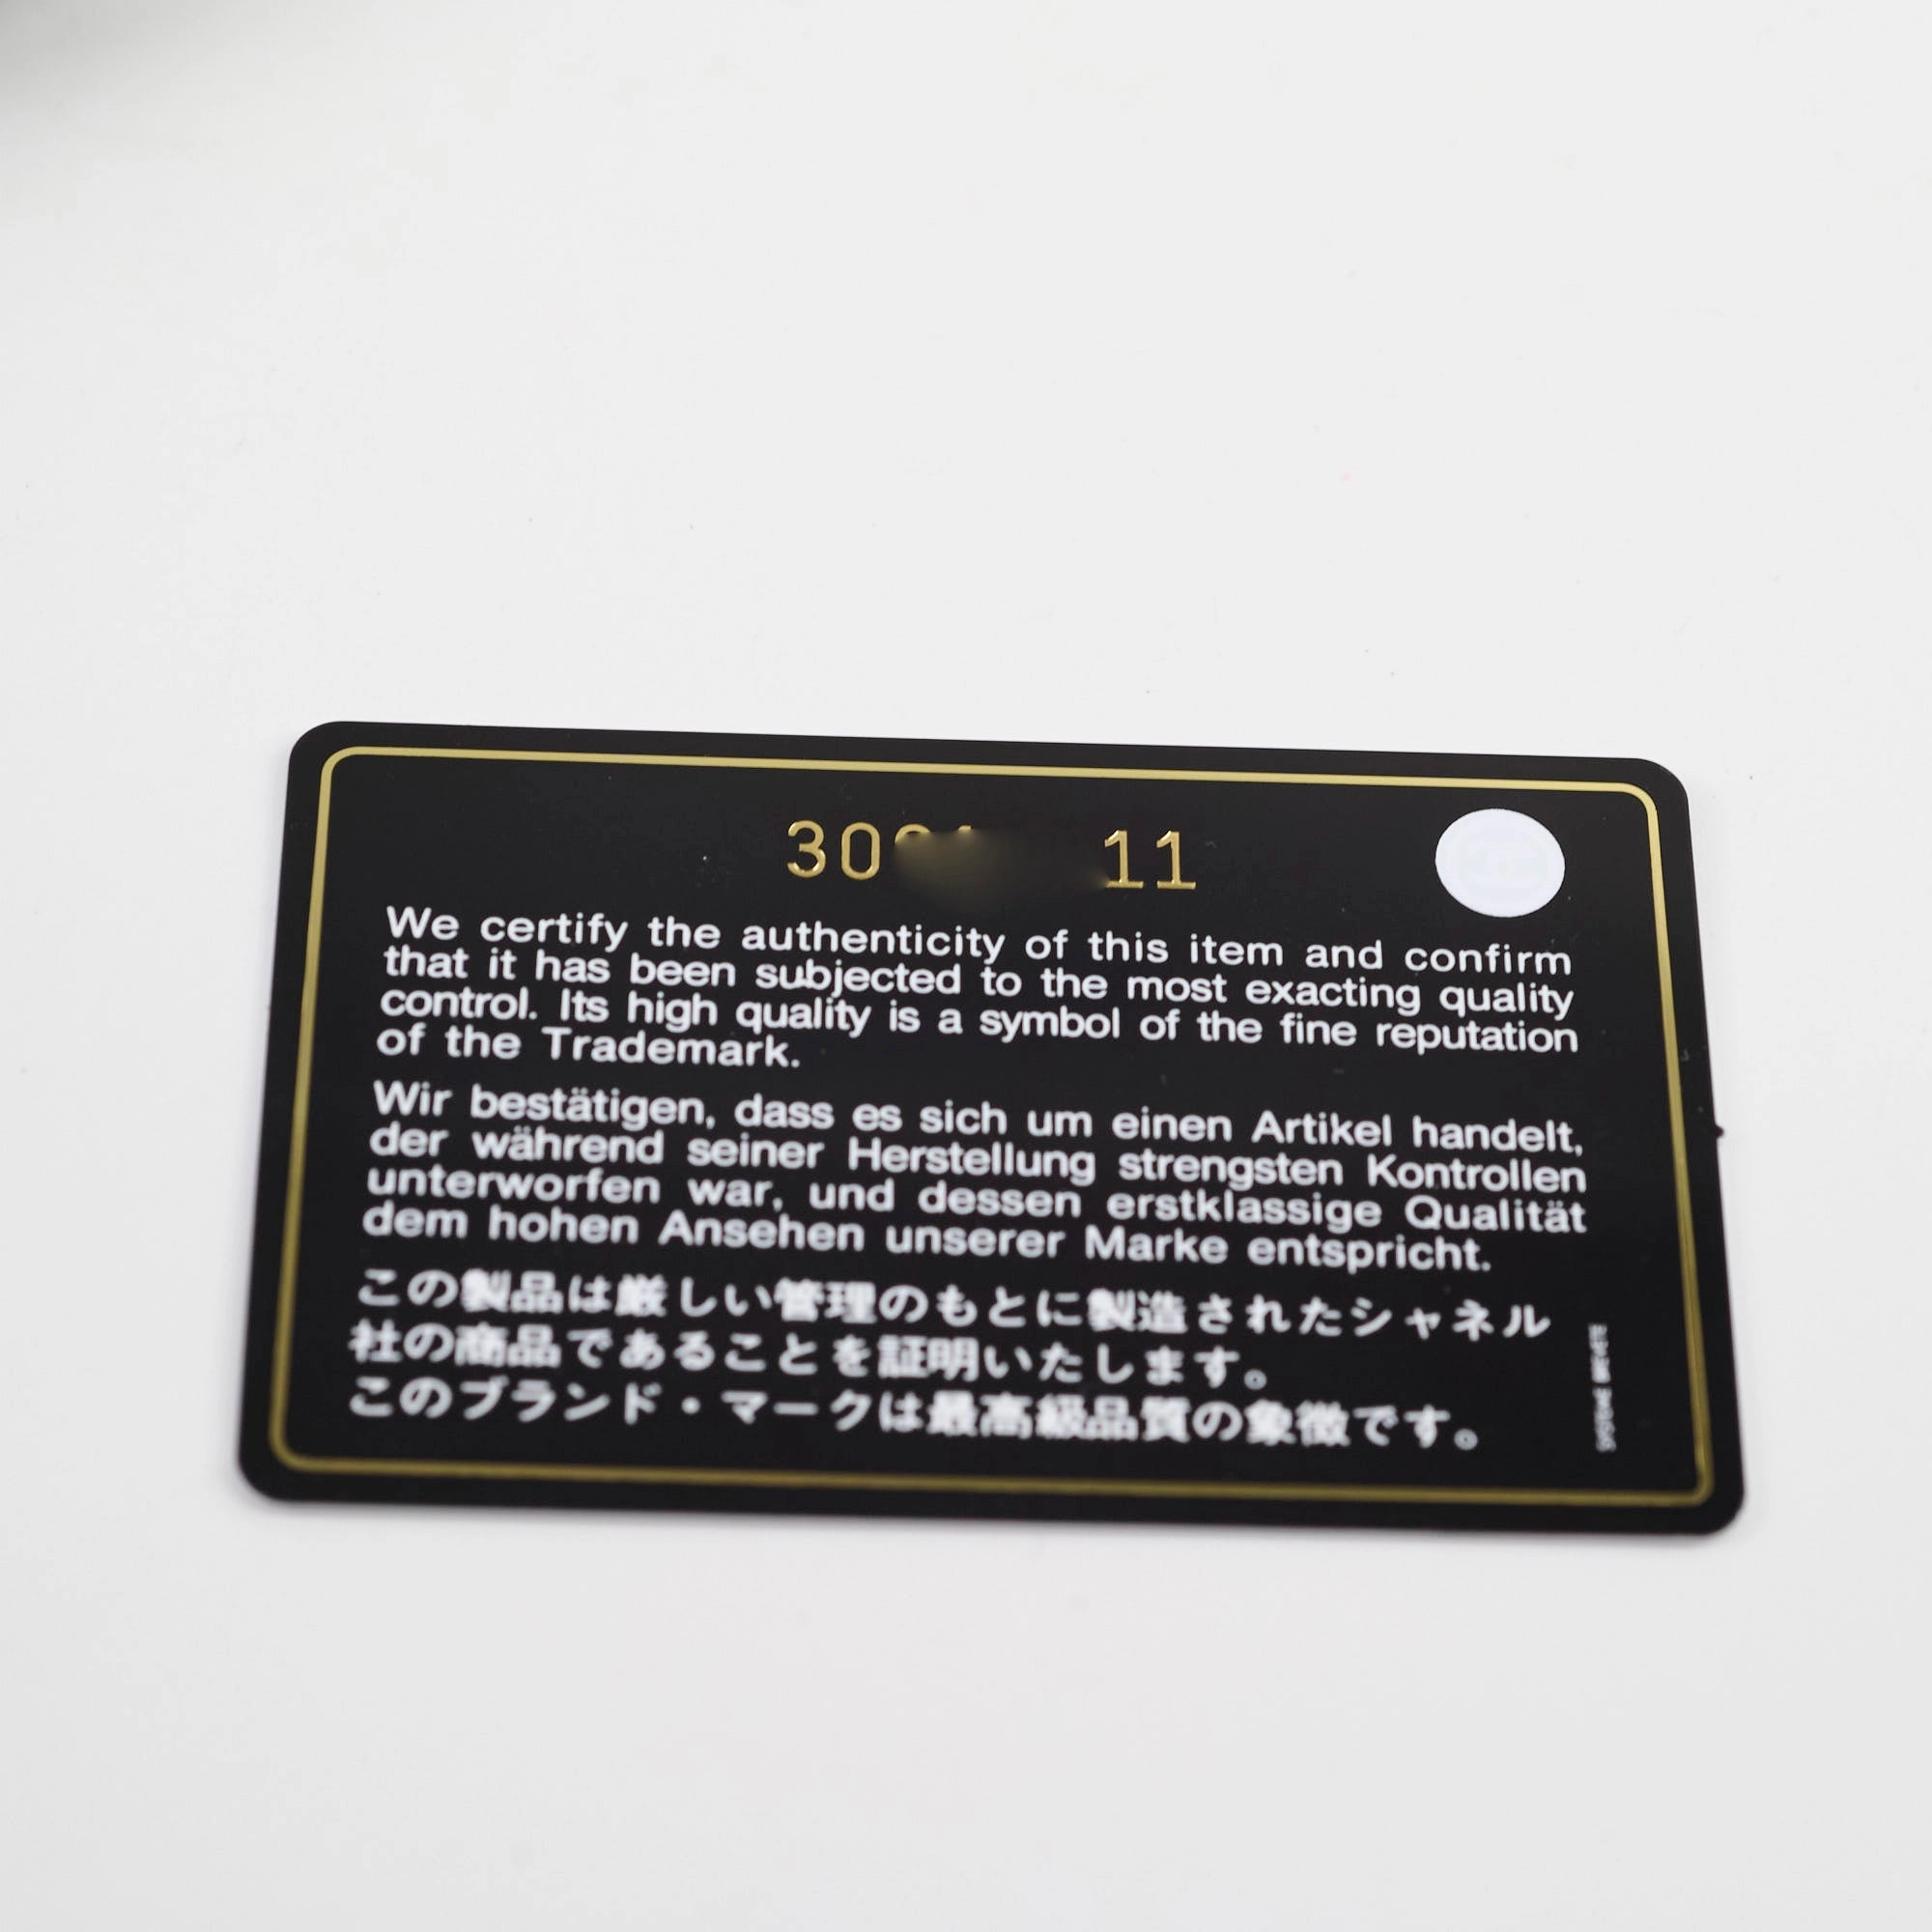 30 11
We certify the authenticity of this item and confirm
that it has been subjected to the most exacting quality
control. Its high quality is a symbol of the fine reputation
of the Trademark.
Wir bestätigen, dass es sich um einen Artikel handelt,
der während seiner Herstellung strengsten Kontrollen
unterworfen war, und dessen erstklassige Qualität
dem hohen Ansehen unserer Marke entspricht.
この製品は厳しい管理のもとに製造されたシャネル
社の商品であることを証明いたします。
このブランド・マークは最高級品質の象徴です。